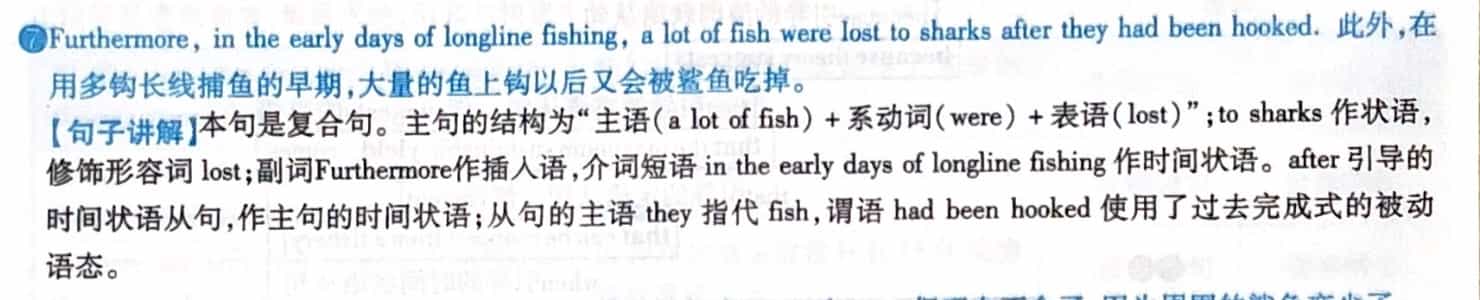 ⑦Furthermore, in the early days of longline fishing, a lot of fish were lost to sharks after they had been hooked. 此外,在
用多钩长线捕鱼的早期,大量的鱼上钩以后又会被鲨鱼吃掉。
【句子讲解】本句是复合句。主句的结构为“主语(a lot of fish) + 系动词(were) + 表语(lost)”;to sharks 作状语,
修饰形容词 lost;副词Furthermore作插入语,介词短语 in the early days of longline fishing 作时间状语。after 引导的
时间状语从句,作主句的时间状语;从句的主语 they 指代 fish,谓语 had been hooked 使用了过去完成式的被动
语态。